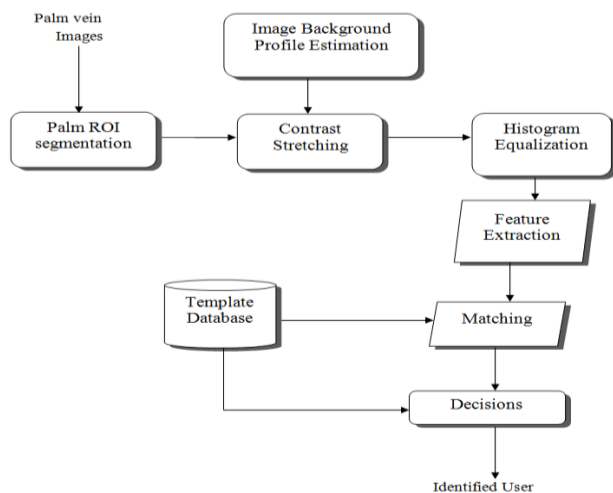 Palm vein
Images
Image Background
Profile Estimation
Palm ROI
segmentation
Contrast
Stretching
Histogram
Equalization
Feature
Extraction
Template
Database
Matching
Decisions
Identified User